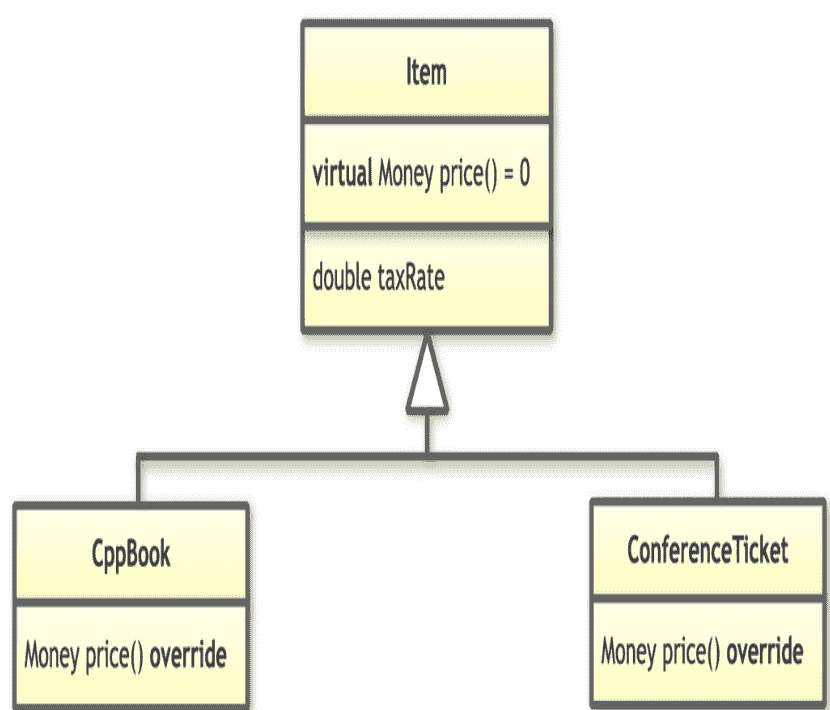 Item
virtual Money price() = 0
double taxRate
CppBook
Money price() override
ConferenceTicket
Money price() override